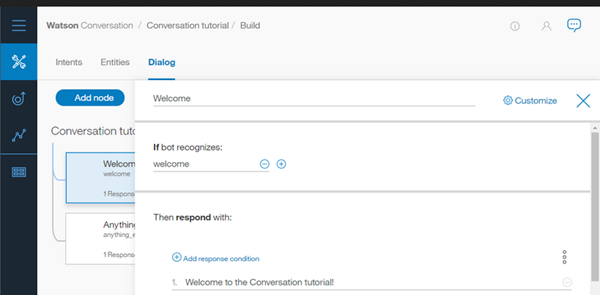 Watson Conversation / Conversation tutorial / Build
Intents Entities Dialog
Add node
Welcome
Customize
Conversation tuto
If bot recognizes:
welcome
Welcom
welcome
1 Respons
Anything
anything_e
1 Respons
Then respond with:
Add response condition
1. Welcome to the Conversation tutorial!